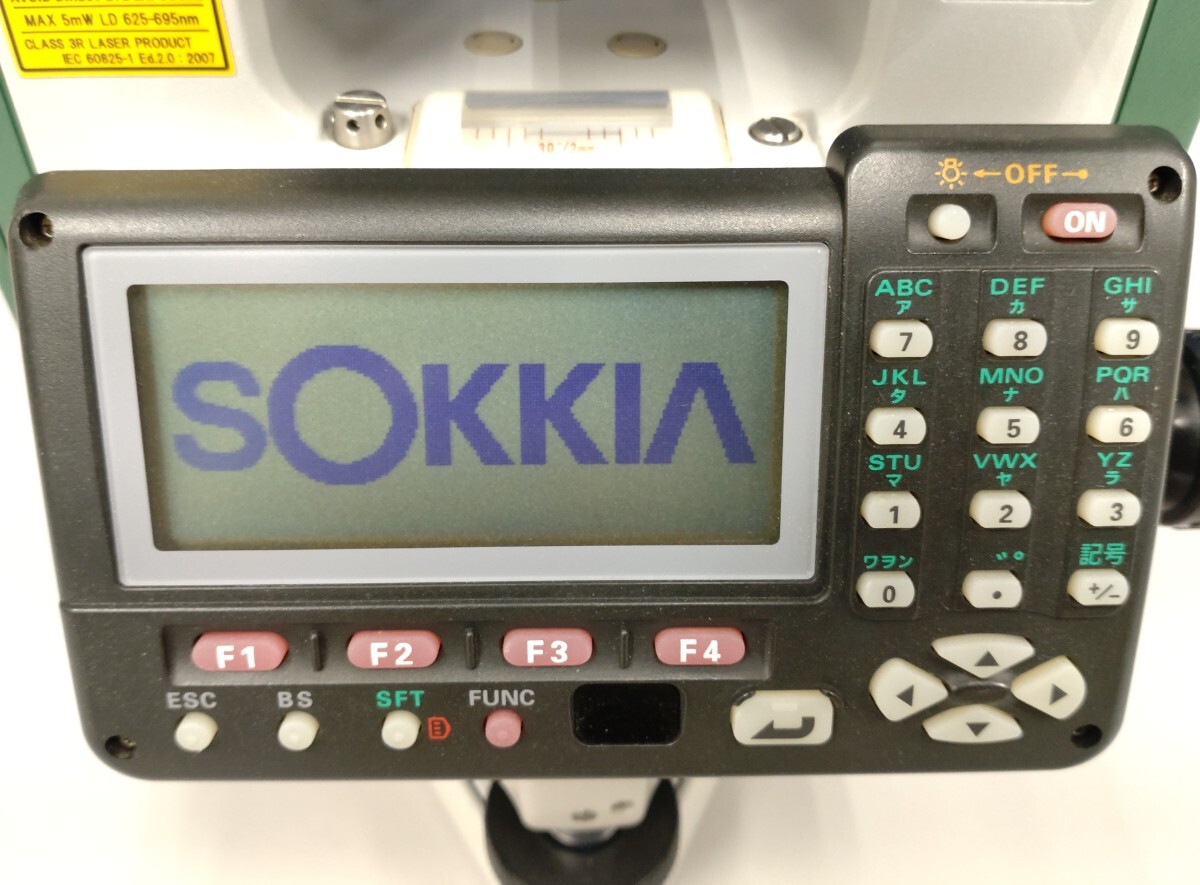 MAX 5mW LD 625-695nm
CLASS 3R LASER PRODUCT
IEC 60825-1 Ed.2.0 : 2007
←OFF
ON
SOKKIA
ABC DEF GHI
ア カ サ
7 8 9
JKL MNO PQR
タ ナ ハ
4 5 6
STU VWX YZ
マ ヤ ラ
1 2 3
ワヲン ゛゜ 記号
0 . +/−
F1 F2 F3 F4
ESC BS SFT FUNC